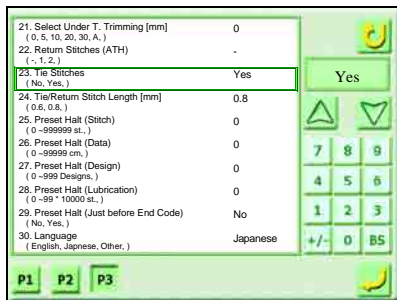 21. Select Under T. Trimming [mm] 0
( 0, 5, 10, 20, 30, A, )
22. Return Stitches (ATH) -
( -, 1, 2, )
23. Tie Stitches Yes
( No, Yes, )
24. Tie/Return Stitch Length [mm] 0.8
( 0.6, 0.8, )
25. Preset Halt (Stitch) 0
( 0 ~999999 st., )
26. Preset Halt (Data) 0
( 0 ~99999 cm, )
27. Preset Halt (Design) 0
( 0 ~999 Designs, )
28. Preset Halt (Lubrication) 0
( 0 ~99 * 10000 st., )
29. Preset Halt (Just before End Code) No
( No, Yes, )
30. Language Japanese
( English, Japnese, Other, )
Yes
7 8 9
4 5 6
1 2 3
+/- 0 BS
P1 P2 P3